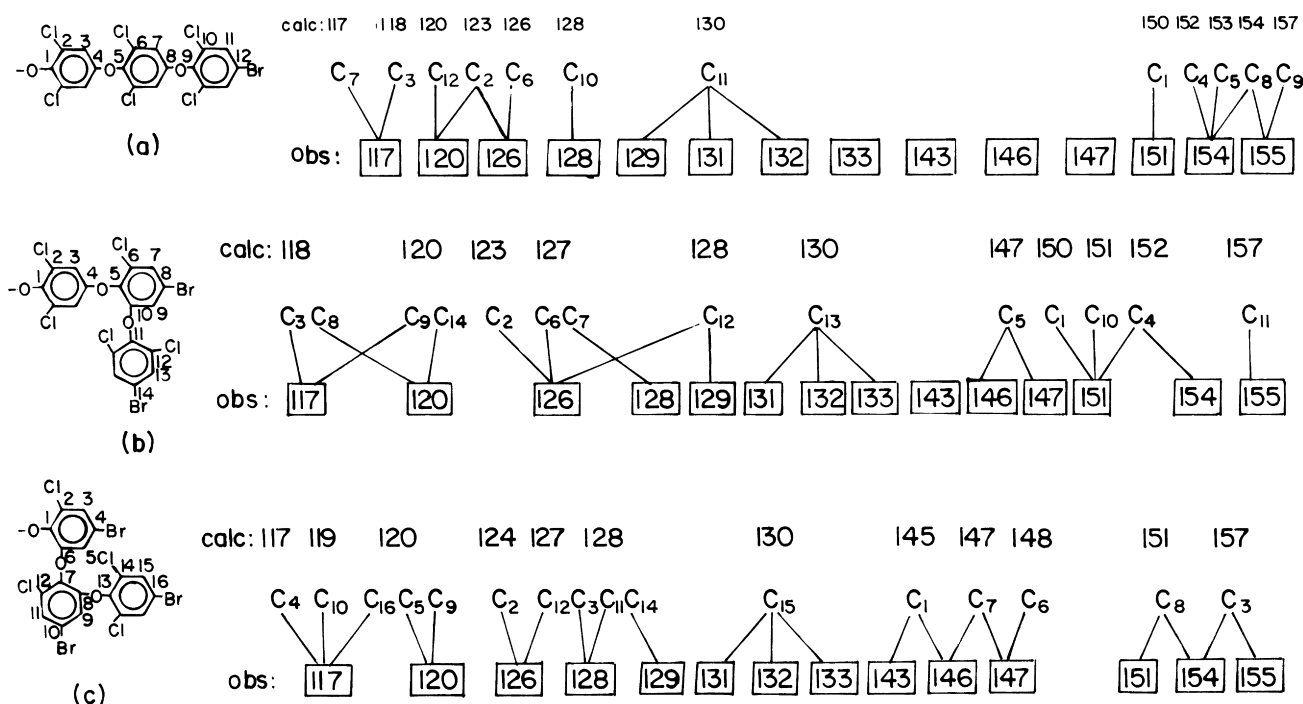 calc: 117 118 120 123 126 128 130 150 152 153 154 157
Cl 2 3 Cl 6 7 Cl 10 11
1 4 5 8 9 12
-O O O Br
Cl Cl Cl
C7 C3 C12 C2 C6 C10 C11 C1 C4 C5 C8 C9
(a)
obs: 117 120 126 128 129 131 132 133 143 146 147 151 154 155
calc: 118 120 123 127 128 130 147 150 151 152 157
Cl 2 3 Cl 6 7
1 4 5 8
-O O Br
Cl O 10 9
11
Cl Cl
12
13
14
Br
C3 C8 C9 C14 C2 C6 C7 C12 C13 C5 C1 C10 C4 C11
obs: 117 120 126 128 129 131 132 133 143 146 147 151 154 155
(b)
calc: 117 119 120 124 127 128 130 145 147 148 151 157
Cl 2 3
1 4
-O Br
6 5 Cl
O 14 15
Cl 12 17 O 13 16 Br
11 8
10 9 Cl
Br
C4 C10 C16 C5 C9 C2 C12 C3 C11 C14 C15 C1 C7 C6 C8 C3
obs: 117 120 126 128 129 131 132 133 143 146 147 151 154 155
(c)